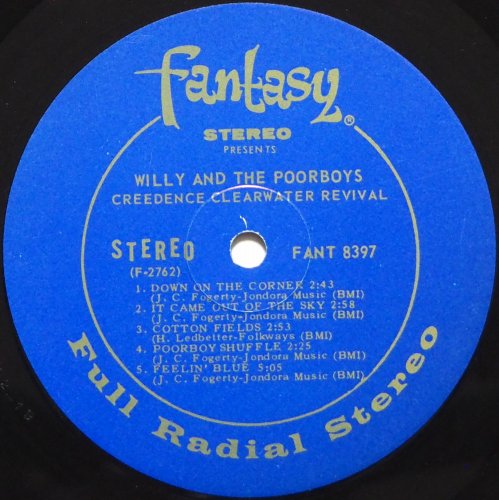 fantasy®
STEREO
PRESENTS
WILLY AND THE POORBOYS
CREEDENCE CLEARWATER REVIVAL
STEREO
FANT 8397
(F-2762)
1. DOWN ON THE CORNER 2:43
(J. C. Fogerty-Jondora Music (BMI)
2. IT CAME OUT OF THE SKY 2:58
(J. C. Fogerty-Jondora Music (BMI)
3. COTTON FIELDS 2:53
(H. Ledbetter-Folkways (BMI)
4. POORBOY SHUFFLE 2:25
(J. C. Fogerty-Jondora Music (BMI)
5. FEELIN' BLUE 5:05
(J. C. Fogerty-Jondora Music (BMI)
Full Radial Stereo